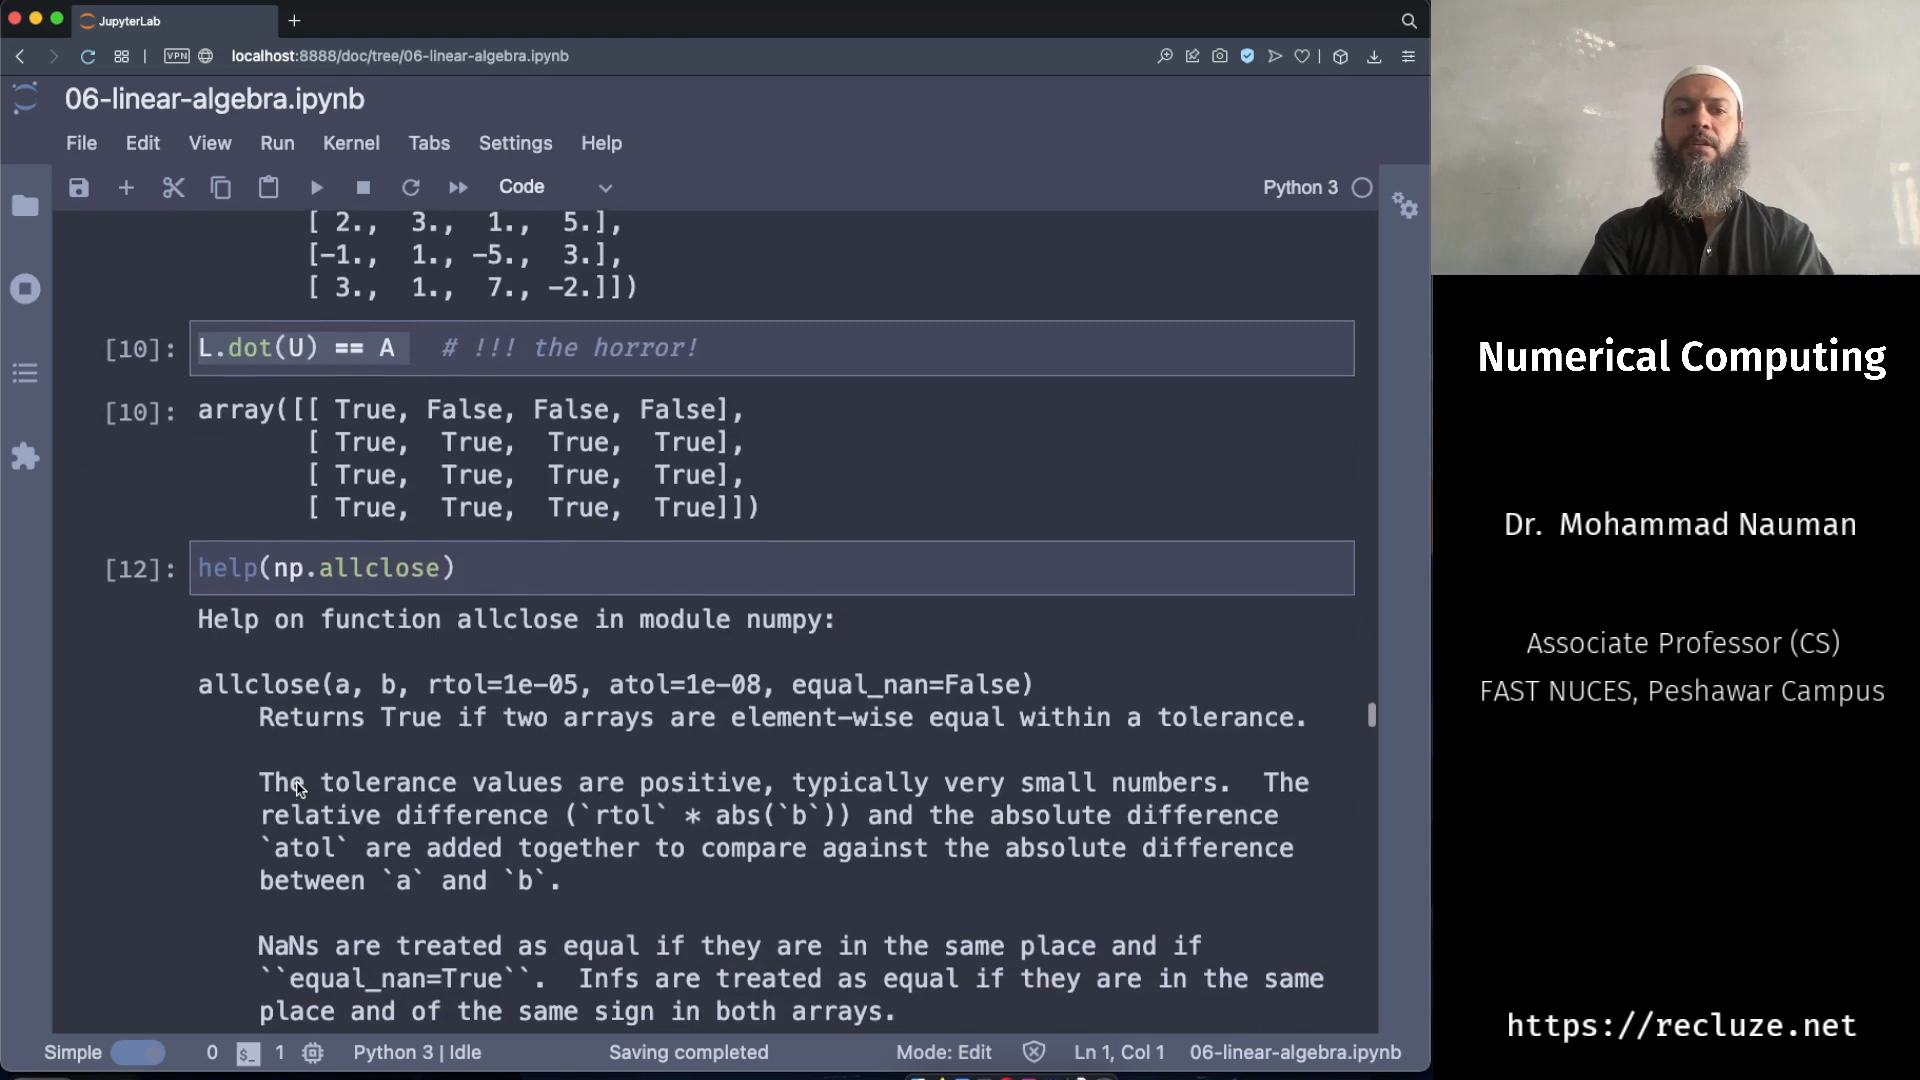 JupyterLab
VPN
localhost:8888/doc/tree/06-linear-algebra.ipynb
06-linear-algebra.ipynb
File Edit View Run Kernel Tabs Settings Help
Code
Python 3
[ 2., 3., 1., 5.],
[-1., 1., -5., 3.],
[ 3., 1., 7., -2.]])
[10]: L.dot(U) == A # !!! the horror!
[10]: array([[ True, False, False, False],
[ True, True, True, True],
[ True, True, True, True],
[ True, True, True, True]])
[12]: help(np.allclose)
Help on function allclose in module numpy:
allclose(a, b, rtol=1e-05, atol=1e-08, equal_nan=False)
Returns True if two arrays are element-wise equal within a tolerance.
The tolerance values are positive, typically very small numbers. The
relative difference (`rtol` * abs(`b`)) and the absolute difference
`atol` are added together to compare against the absolute difference
between `a` and `b`.
NaNs are treated as equal if they are in the same place and if
``equal_nan=True``. Infs are treated as equal if they are in the same
place and of the same sign in both arrays.
Simple 0 $_ 1 Python 3 | Idle Saving completed Mode: Edit Ln 1, Col 1 06-linear-algebra.ipynb
Numerical Computing
Dr. Mohammad Nauman
Associate Professor (CS)
FAST NUCES, Peshawar Campus
https://recluze.net